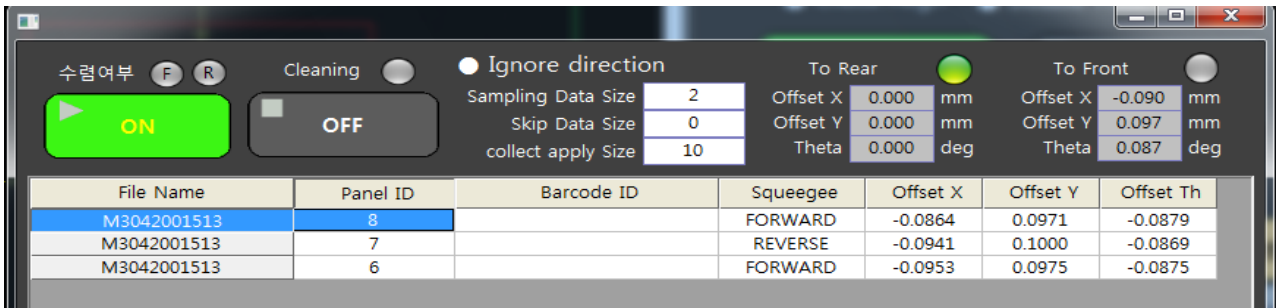 수렴여부 F R Cleaning Ignore direction To Rear To Front
Sampling Data Size 2 Offset X 0.000 mm Offset X -0.090 mm
ON OFF Skip Data Size 0 Offset Y 0.000 mm Offset Y 0.097 mm
collect apply Size 10 Theta 0.000 deg Theta 0.087 deg
File Name Panel ID Barcode ID Squeegee Offset X Offset Y Offset Th
M3042001513 8 FORWARD -0.0864 0.0971 -0.0879
M3042001513 7 REVERSE -0.0941 0.1000 -0.0869
M3042001513 6 FORWARD -0.0953 0.0975 -0.0875